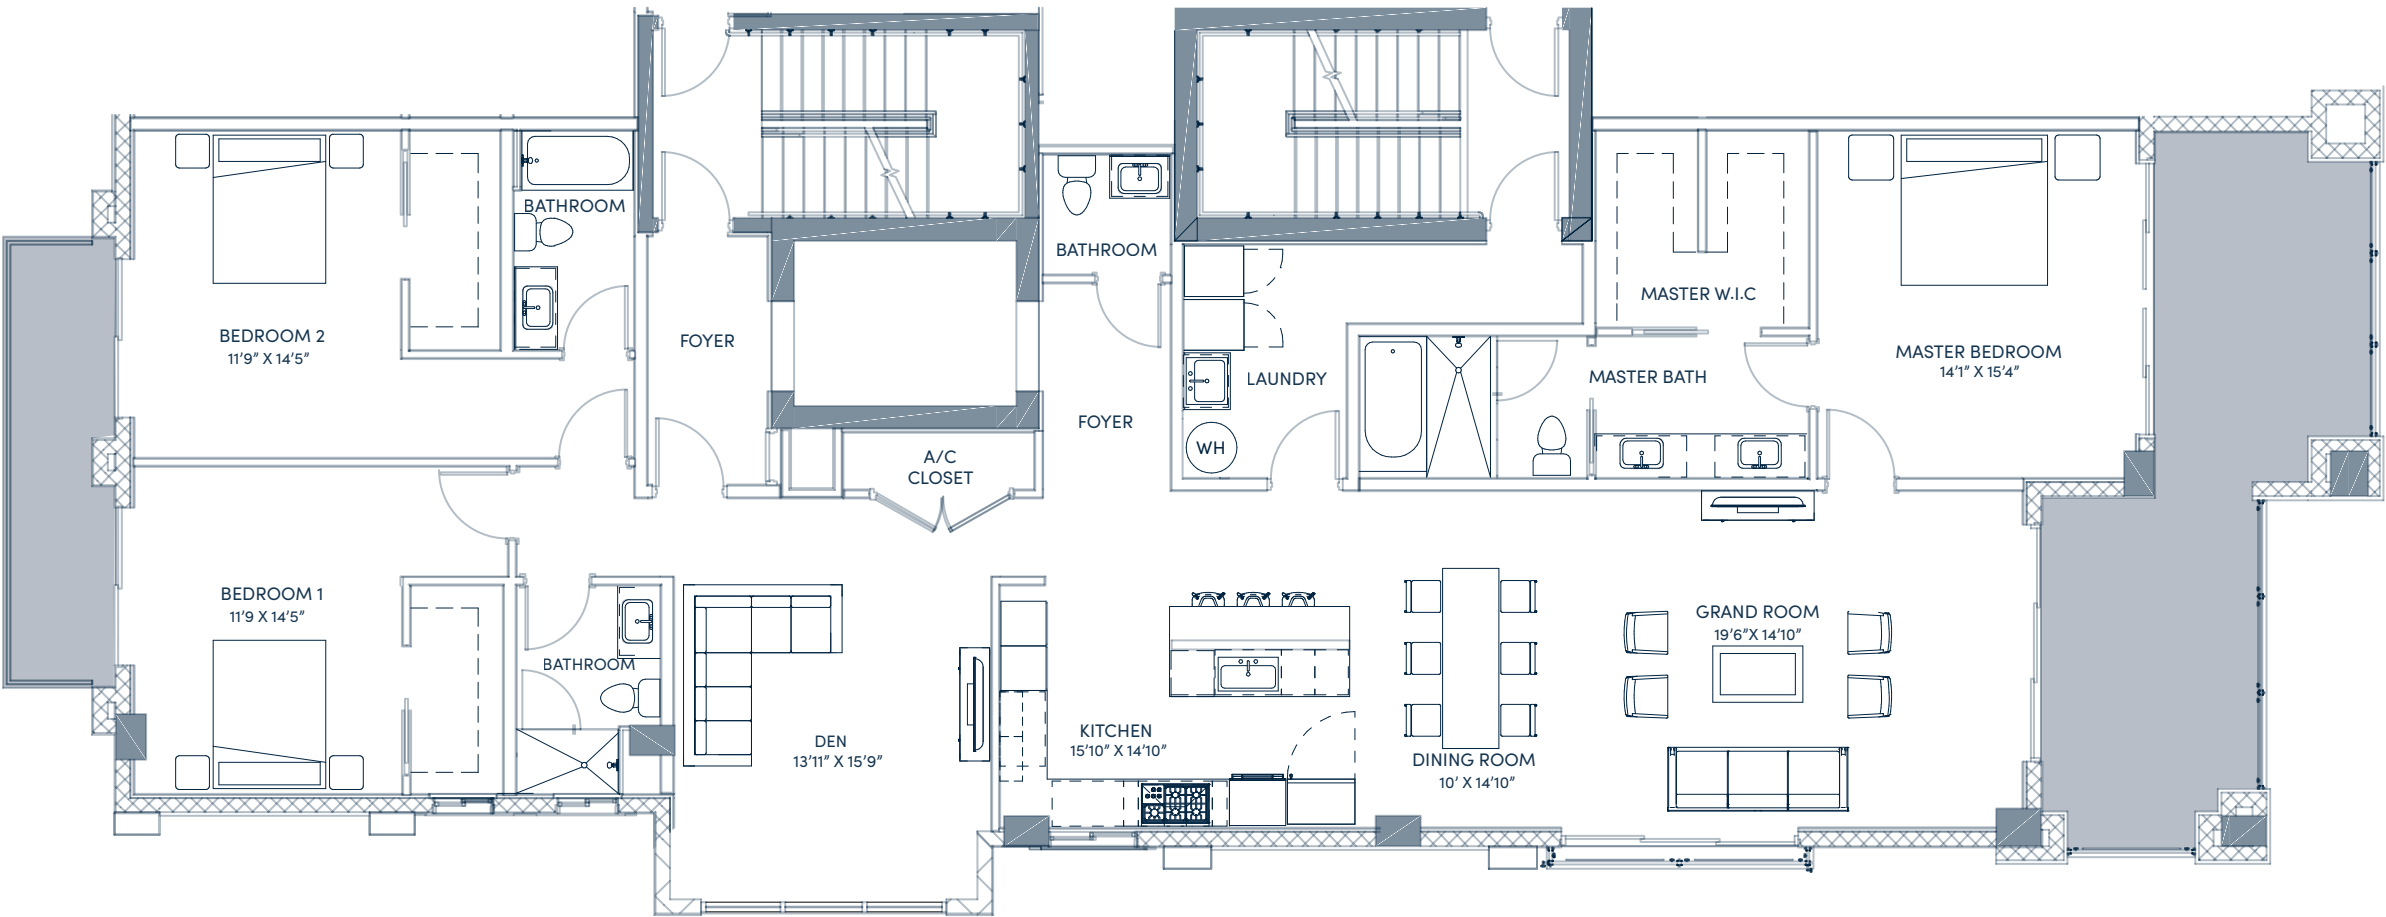 BATHROOM
BEDROOM 2
11'9" X 14'5"
FOYER
BATHROOM
FOYER
LAUNDRY
WH
MASTER W.I.C
MASTER BATH
MASTER BEDROOM
14'1" X 15'4"
A/C
CLOSET
BEDROOM 1
11'9 X 14'5"
BATHROOM
DEN
13'11" X 15'9"
KITCHEN
15'10" X 14'10"
DINING ROOM
10' X 14'10"
GRAND ROOM
19'6"X 14'10"